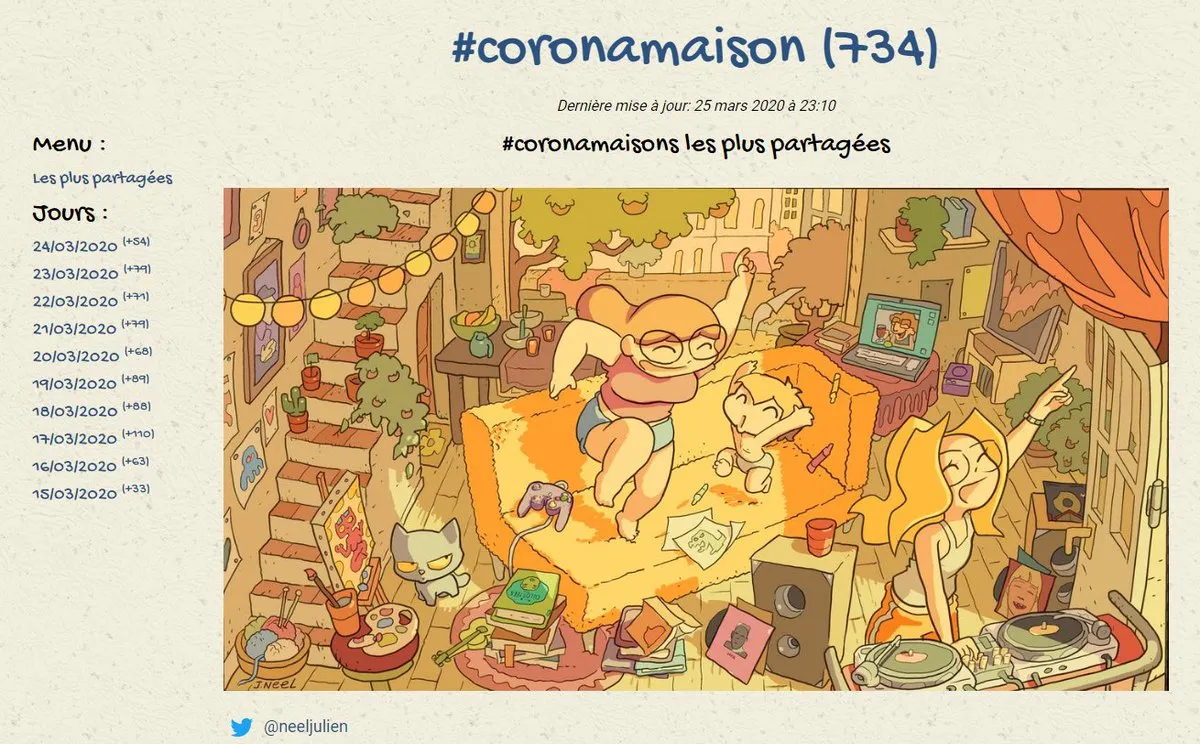 #coronamaison (734)
Dernière mise à jour: 25 mars 2020 à 23:10
Menu :
Les plus partagées
Jours :
24/03/2020 (+54)
23/03/2020 (+79)
22/03/2020 (+71)
21/03/2020 (+79)
20/03/2020 (+68)
19/03/2020 (+89)
18/03/2020 (+88)
17/03/2020 (+110)
16/03/2020 (+63)
15/03/2020 (+33)
#coronamaisons les plus partagées
J.NEEL
@neeljulien